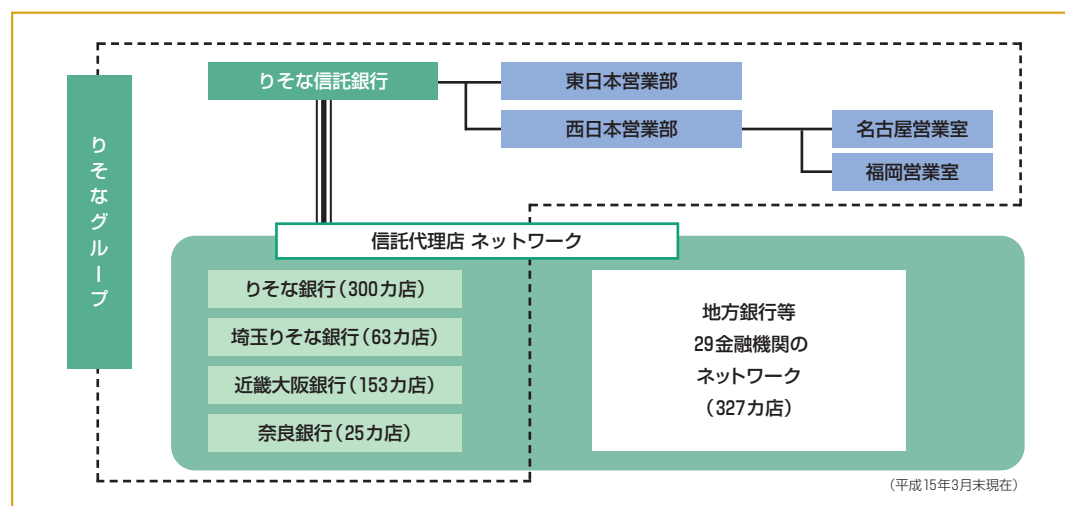 りそなグループ
りそな信託銀行
東日本営業部
西日本営業部
名古屋営業室
福岡営業室
信託代理店 ネットワーク
りそな銀行（300カ店）
埼玉りそな銀行（63カ店）
近畿大阪銀行（153カ店）
奈良銀行（25カ店）
地方銀行等
29金融機関の
ネットワーク
（327カ店）
（平成15年3月末現在）